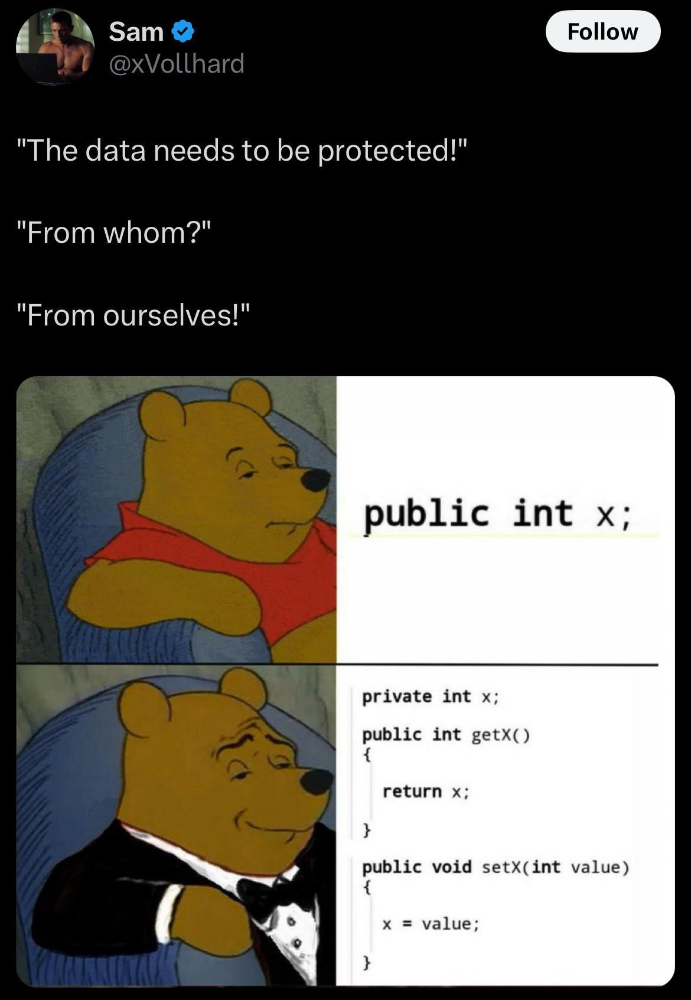 Sam
@xVollhard
Follow
"The data needs to be protected!"
"From whom?"
"From ourselves!"
public int x;
private int x;
public int getX()
{
return x;
}
public void setX(int value)
{
x = value;
}